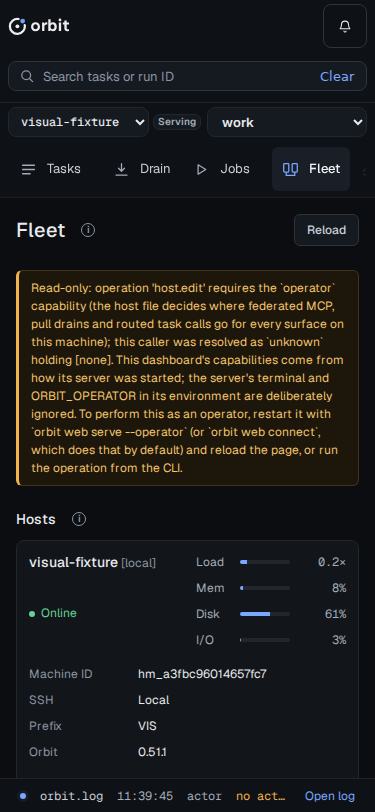 orbit
Search tasks or run ID
Clear
visual-fixture
Serving
work
Tasks
Drain
Jobs
Fleet
Fleet
Reload
Read-only: operation 'host.edit' requires the `operator`
capability (the host file decides where federated MCP,
pull drains and routed task calls go for every surface on
this machine); this caller was resolved as `unknown`
holding [none]. This dashboard's capabilities come from
how its server was started; the server's terminal and
ORBIT_OPERATOR in its environment are deliberately
ignored. To perform this as an operator, restart it with
`orbit web serve --operator` (or `orbit web connect`,
which does that by default) and reload the page, or run
the operation from the CLI.
Hosts
visual-fixture [local]
Online
Load 0.2×
Mem 8%
Disk 61%
I/O 3%
Machine ID hm_a3fbc96014657fc7
SSH Local
Prefix VIS
Orbit 0.51.1
orbit.log 11:39:45 actor no act… Open log